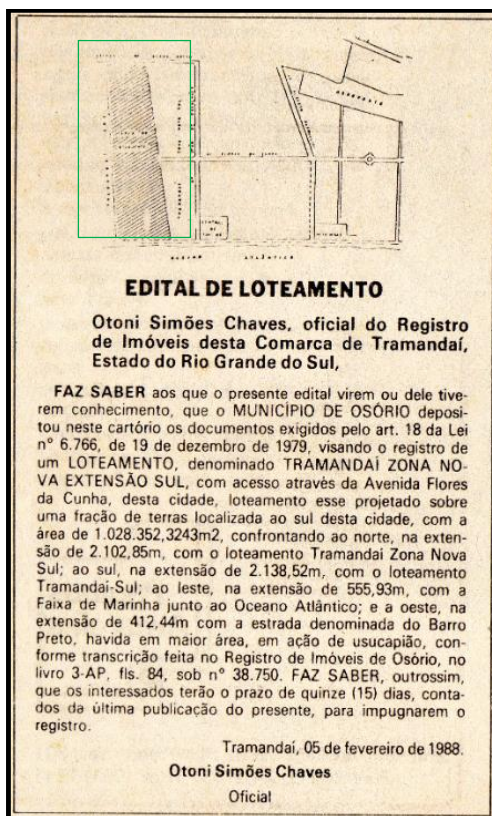 AEROPORTO
OCEANO ATLÂNTICO
EDITAL DE LOTEAMENTO
Otoni Simões Chaves, oficial do Registro
de Imóveis desta Comarca de Tramandaí,
Estado do Rio Grande do Sul,
FAZ SABER aos que o presente edital virem ou dele tive-
rem conhecimento, que o MUNICÍPIO DE OSÓRIO deposi-
tou neste cartório os documentos exigidos pelo art. 18 da Lei
nº 6.766, de 19 de dezembro de 1979, visando o registro de
um LOTEAMENTO, denominado TRAMANDAÍ ZONA NO-
VA EXTENSÃO SUL, com acesso através da Avenida Flores
da Cunha, desta cidade, loteamento esse projetado sobre
uma fração de terras localizada ao sul desta cidade, com a
área de 1.028.352,3243m2, confrontando ao norte, na exten-
são de 2.102,85m, com o loteamento Tramandaí Zona Nova
Sul; ao sul, na extensão de 2.138,52m, com o loteamento
Tramandaí-Sul; ao leste, na extensão de 555,93m, com a
Faixa de Marinha junto ao Oceano Atlântico; e a oeste, na
extensão de 412,44m com a estrada denominada do Barro
Preto, havida em maior área, em ação de usucapião, con-
forme transcrição feita no Registro de Imóveis de Osório, no
livro 3-AP, fls. 84, sob nº 38.750. FAZ SABER, outrossim,
que os interessados terão o prazo de quinze (15) dias, conta-
dos da última publicação do presente, para impugnarem o
registro.
Tramandaí, 05 de fevereiro de 1988.
Otoni Simões Chaves
Oficial